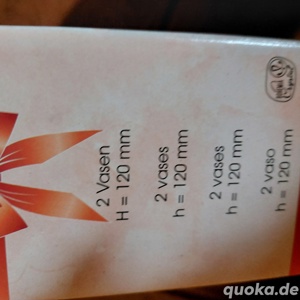 2 Vasen
H = 120 mm
2 vases
h = 120 mm
2 vases
h = 120 mm
2 vaso
h = 120 mm
quoka.de